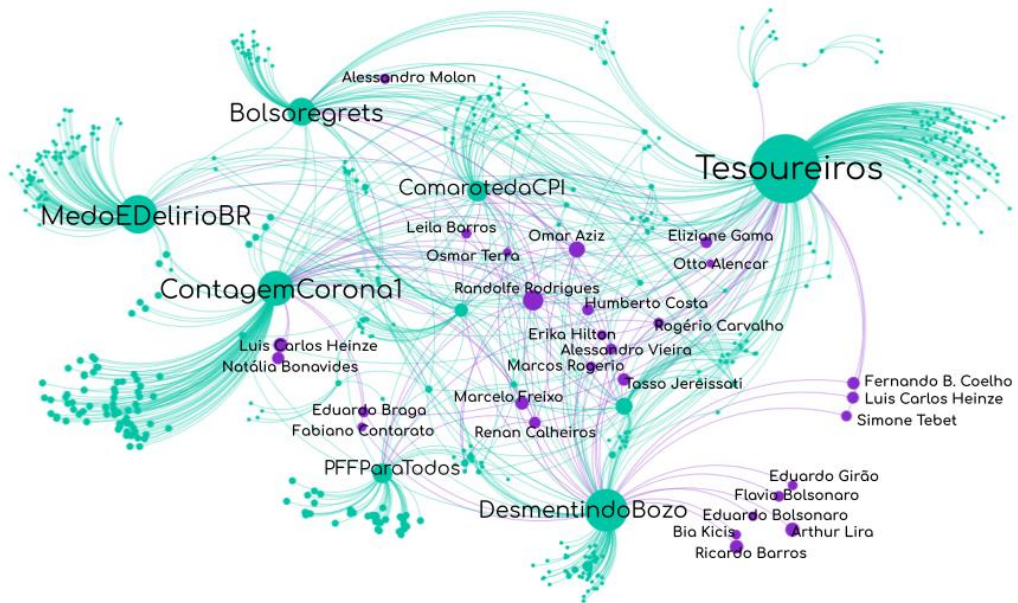 Alessandro Molon
Bolsoregrets
Tesoureiros
CamarotedaCPI
MedoEDelirioBR
Leila Barros
Omar Aziz
Eliziane Gama
Osmar Terra
Otto Alencar
ContagemCorona1
Randolfe Rodrigues
Humberto Costa
Rogério Carvalho
Erika Hilton
Luis Carlos Heinze
Alessandro Vieira
Natália Bonavides
Marcos Rogerio
Tasso Jereissati
Fernando B. Coelho
Marcelo Freixo
Luis Carlos Heinze
Eduardo Braga
Simone Tebet
Fabiano Contarato
Renan Calheiros
PFFParaTodos
Eduardo Girão
Flavio Bolsonaro
DesmentindoBozo
Eduardo Bolsonaro
Bia Kicis
Arthur Lira
Ricardo Barros